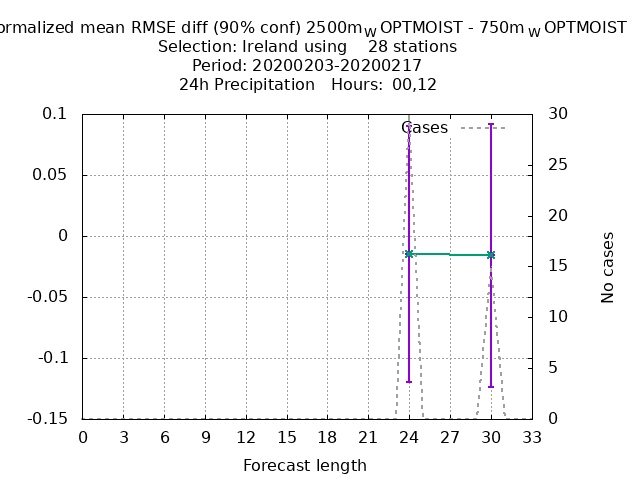 ormalized mean RMSE diff (90% conf) 2500m_W OPTMOIST - 750m_W OPTMOIST
Selection: Ireland using 28 stations
Period: 20200203-20200217
24h Precipitation Hours: 00,12
Cases
0.1
0.05
0
-0.05
-0.1
-0.15
30
25
20
15
10
5
0
No cases
0 3 6 9 12 15 18 21 24 27 30 33
Forecast length